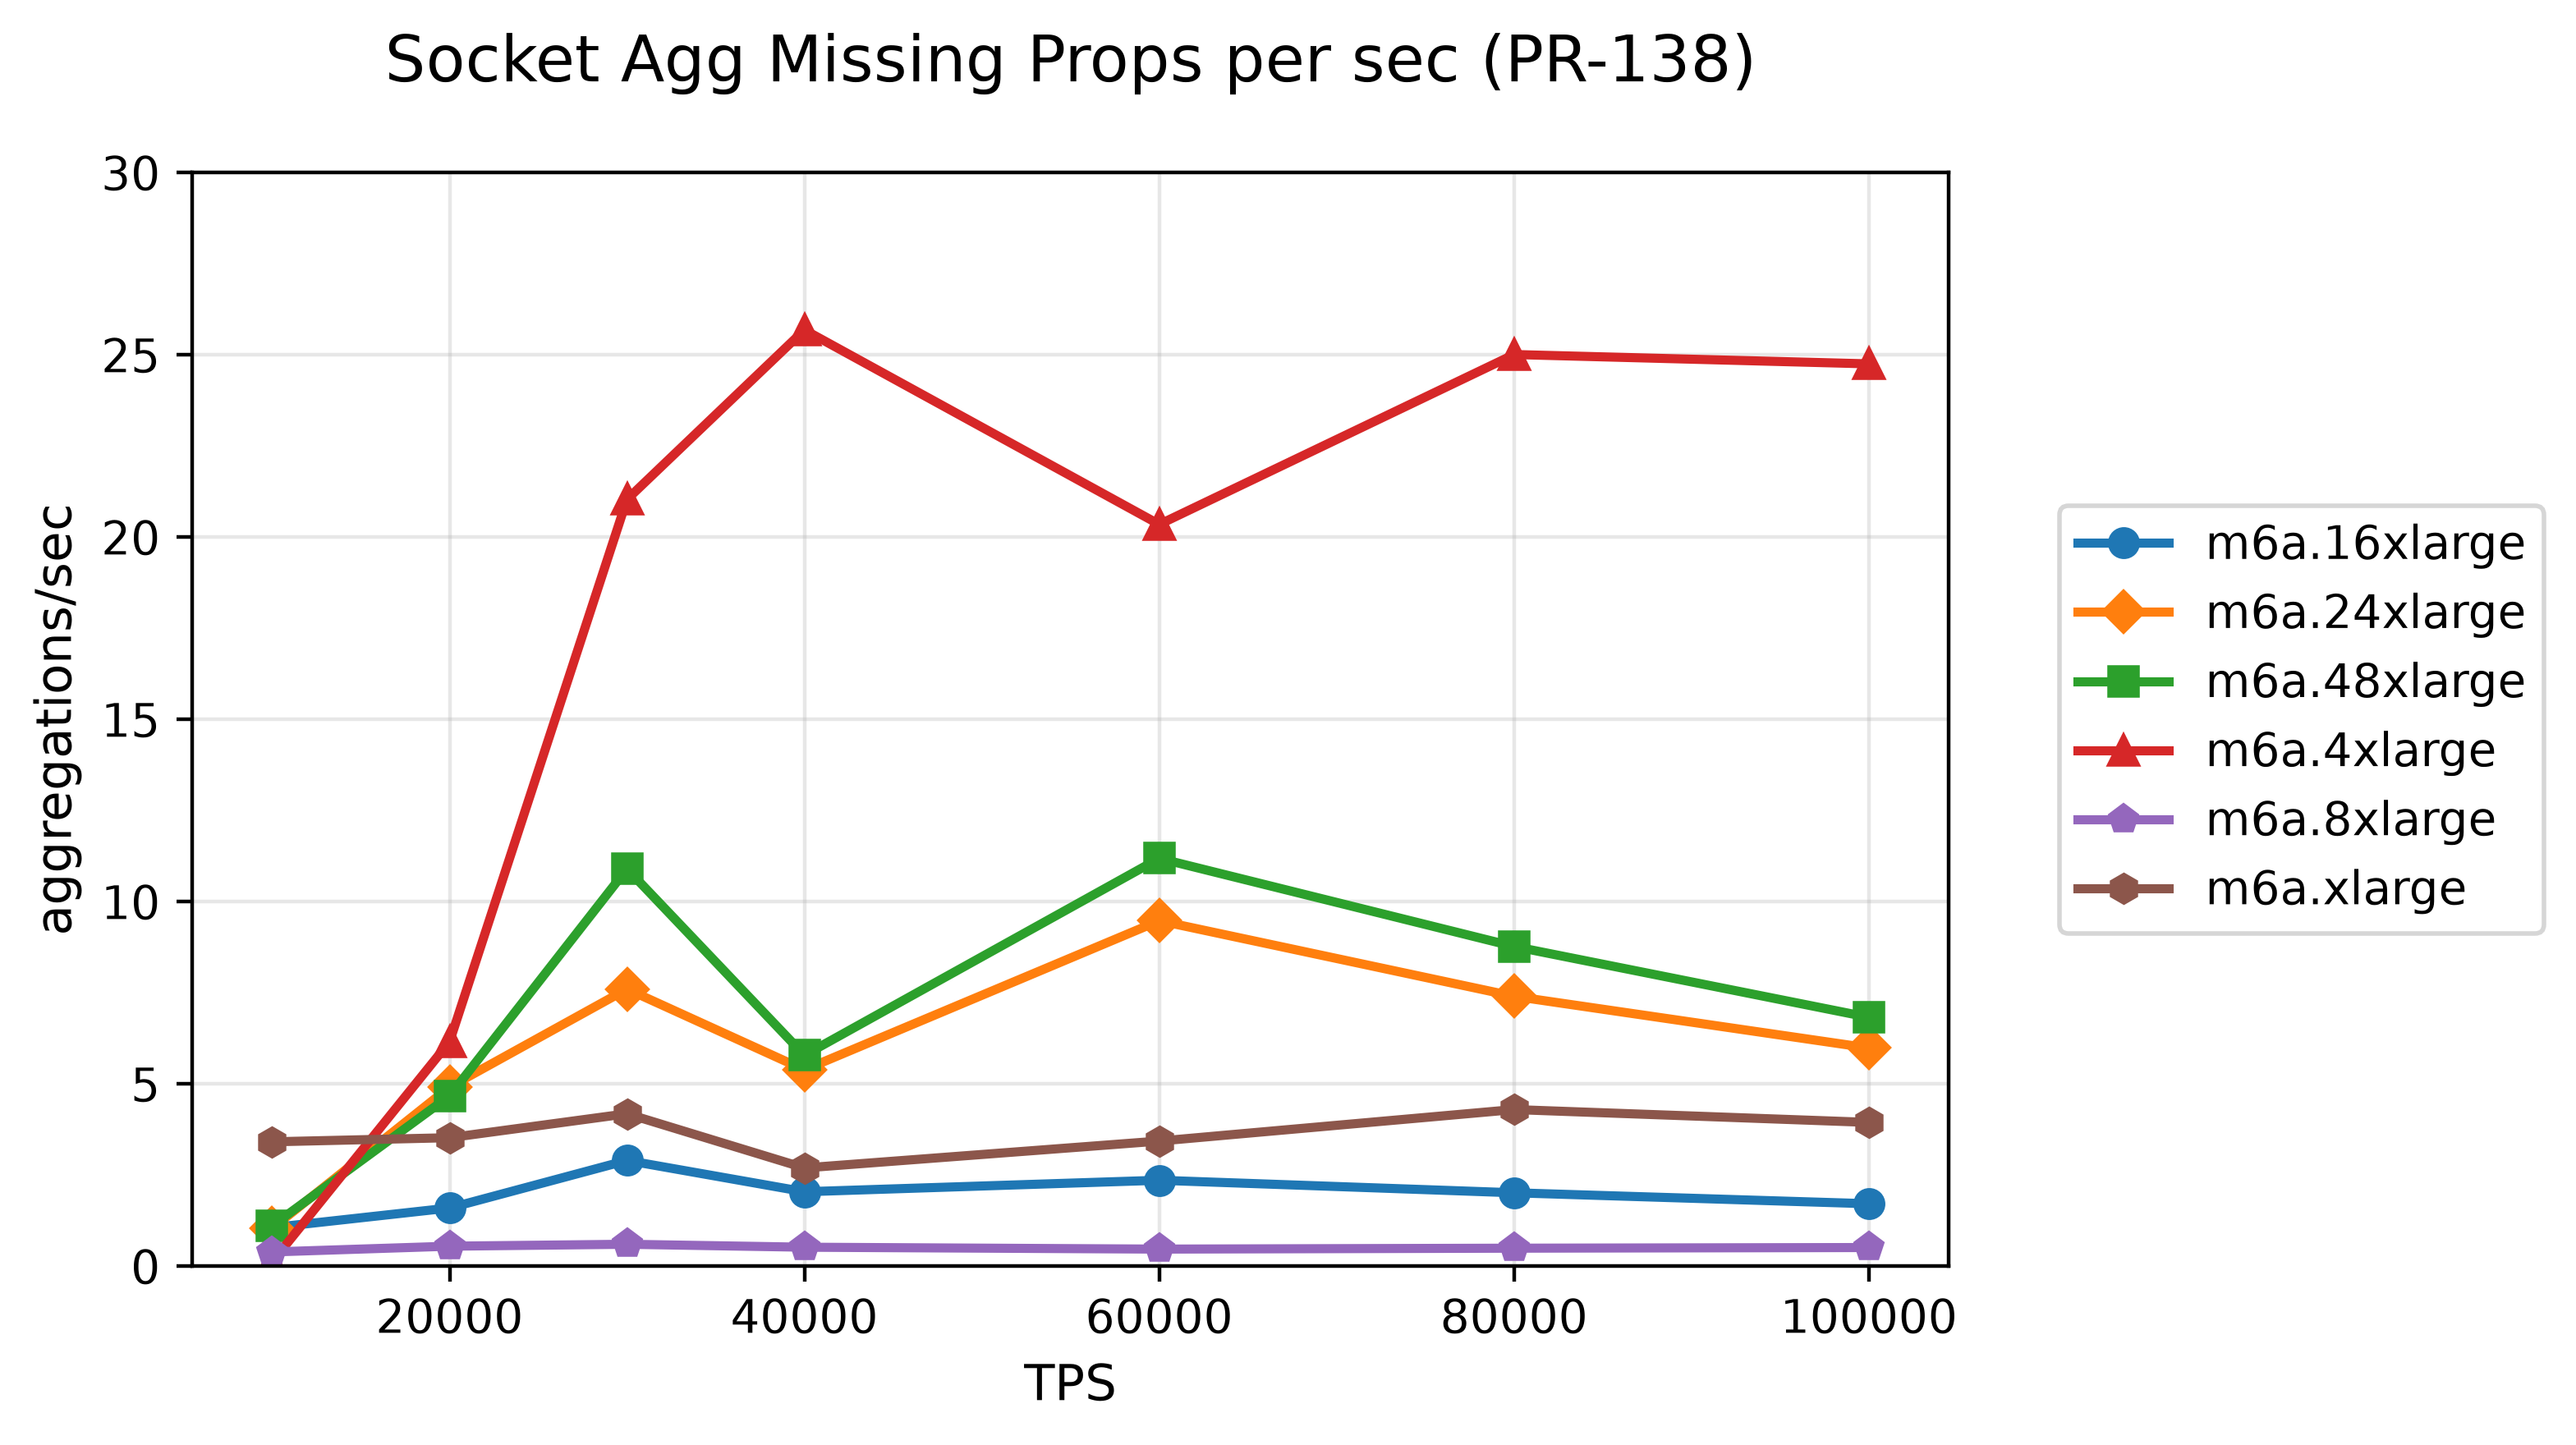 Socket Agg Missing Props per sec (PR-138)
30
25
20
15
10
5
0
aggregations/sec
20000
40000
60000
80000
100000
TPS
m6a.16xlarge
m6a.24xlarge
m6a.48xlarge
m6a.4xlarge
m6a.8xlarge
m6a.xlarge